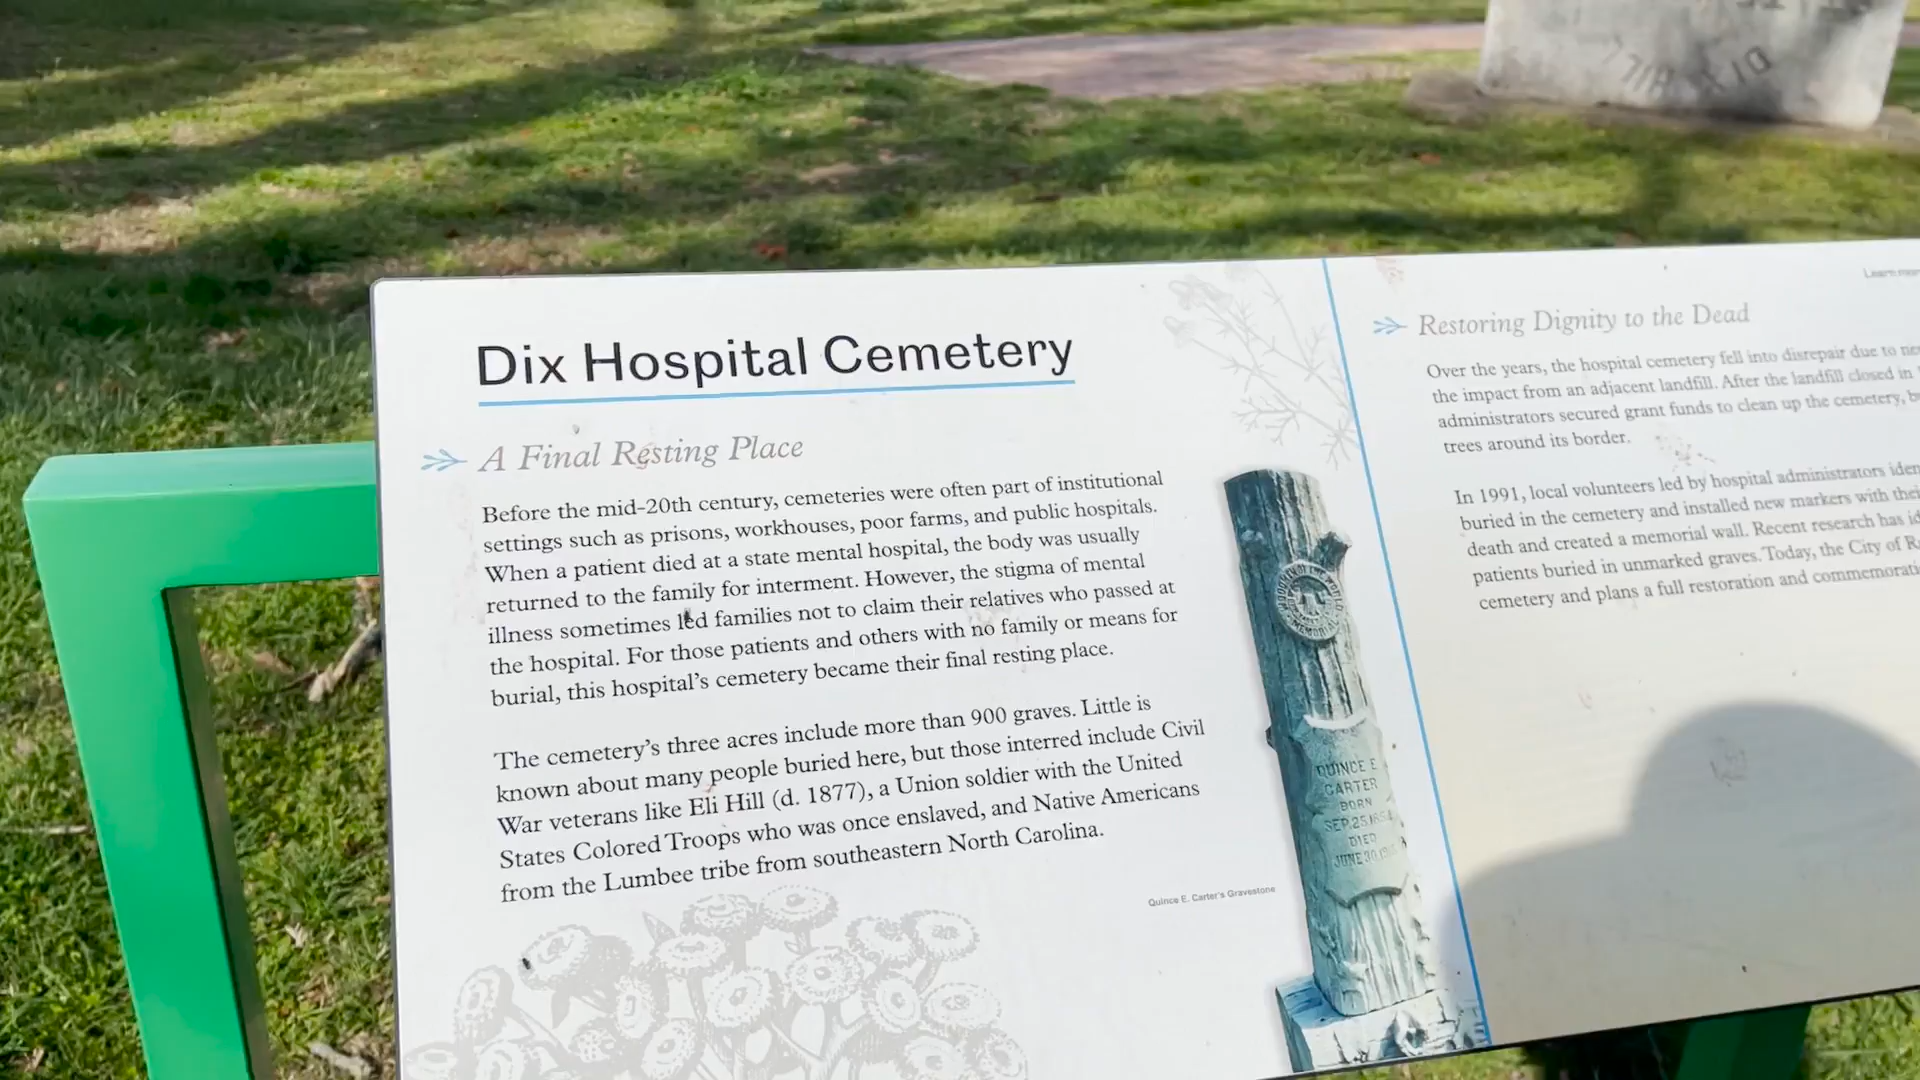 DIX HILL
Dix Hospital Cemetery
A Final Resting Place
Before the mid-20th century, cemeteries were often part of institutional
settings such as prisons, workhouses, poor farms, and public hospitals.
When a patient died at a state mental hospital, the body was usually
returned to the family for interment. However, the stigma of mental
illness sometimes led families not to claim their relatives who passed at
the hospital. For those patients and others with no family or means for
burial, this hospital's cemetery became their final resting place.
The cemetery's three acres include more than 900 graves. Little is
known about many people buried here, but those interred include Civil
War veterans like Eli Hill (d. 1877), a Union soldier with the United
States Colored Troops who was once enslaved, and Native Americans
from the Lumbee tribe from southeastern North Carolina.
QUINCE E.
CARTER
BORN
SEP. 25
DIED
JUNE 30
Quince E. Carter's Gravestone
Learn
Restoring Dignity to the Dead
Over the years, the hospital cemetery fell into disrepair due to
the impact from an adjacent landfill. After the landfill closed in
administrators secured grant funds to clean up the cemetery,
trees around its border.
In 1991, local volunteers led by hospital administrators
buried in the cemetery and installed new markers with
death and created a memorial wall. Recent research has
patients buried in unmarked graves. Today, the City of
cemetery and plans a full restoration and